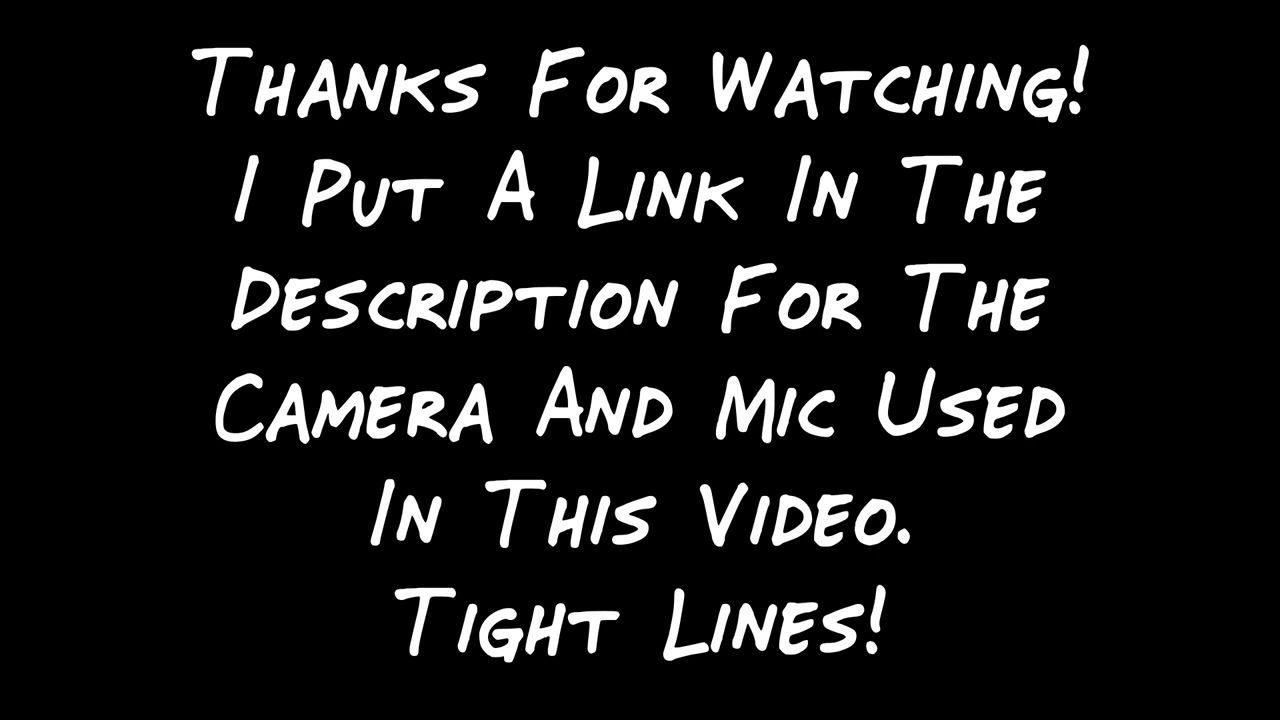 Thanks For Watching!
I Put A Link In The
Description For The
Camera And Mic Used
In This Video.
Tight Lines!